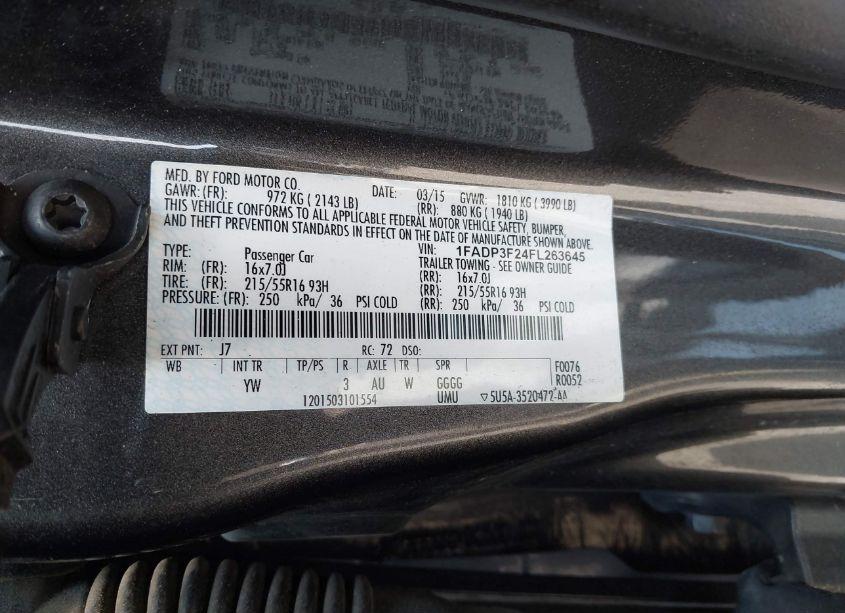 MFD. BY FORD MOTOR CO. DATE: 03/15 GVWR: 1810 KG ( 3990 LB)
GAWR: (FR): 972 KG ( 2143 LB) (RR): 880 KG ( 1940 LB)
THIS VEHICLE CONFORMS TO ALL APPLICABLE FEDERAL MOTOR VEHICLE SAFETY, BUMPER,
AND THEFT PREVENTION STANDARDS IN EFFECT ON THE DATE OF MANUFACTURE SHOWN ABOVE.
VIN: 1FADP3F24FL263645
TYPE: Passenger Car TRAILER TOWING - SEE OWNER GUIDE
RIM: (FR): 16x7.0J (RR): 16x7.0J
TIRE: (FR): 215/55R16 93H (RR): 215/55R16 93H
PRESSURE: (FR): 250 kPa/ 36 PSI COLD (RR): 250 kPa/ 36 PSI COLD
EXT PNT: J7 RC: 72 DSO:
WB INT TR TP/PS R AXLE TR SPR F0076
YW 3 AU W GGGG R0052
1201503101554 UMU ▽5U5A-3520472-AA